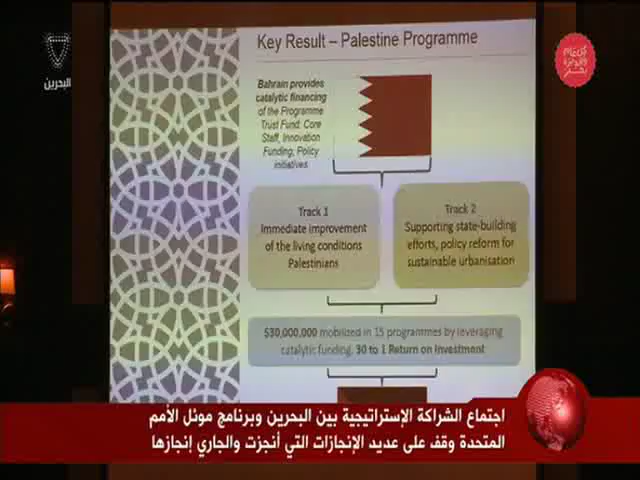 البحرين
Key Result – Palestine Programme
Bahrain provides
catalytic financing
of the Programme
Trust Fund: Core
Staff, Innovation
Funding, Policy
initiatives
Track 1
Immediate improvement
of the living conditions
Palestinians
Track 2
Supporting state-building
efforts, policy reform for
sustainable urbanisation
$30,000,000 mobilized in 15 programmes by leveraging
catalytic funding. 30 to 1 Return on Investment
اجتماع الشراكة الإستراتيجية بين البحرين وبرنامج موئل الأمم
المتحدة وقف على عديد الإنجازات التي أنجزت والجاري إنجازها